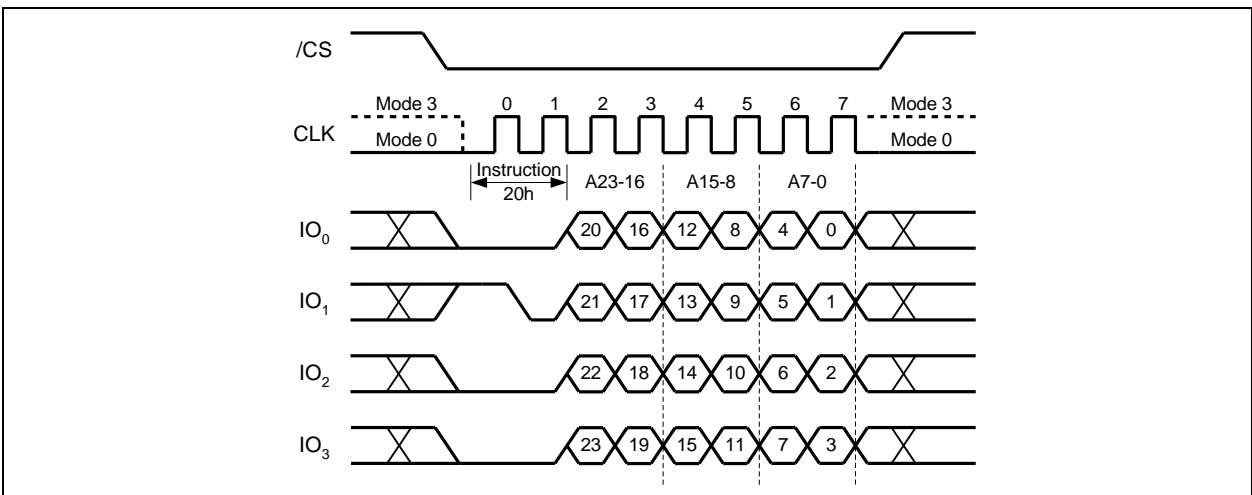 /CS
Mode 3 0 1 2 3 4 5 6 7 Mode 3
CLK
Mode 0 Mode 0
Instruction
20h
A23-16 A15-8 A7-0
IO0 20 16 12 8 4 0
IO1 21 17 13 9 5 1
IO2 22 18 14 10 6 2
IO3 23 19 15 11 7 3